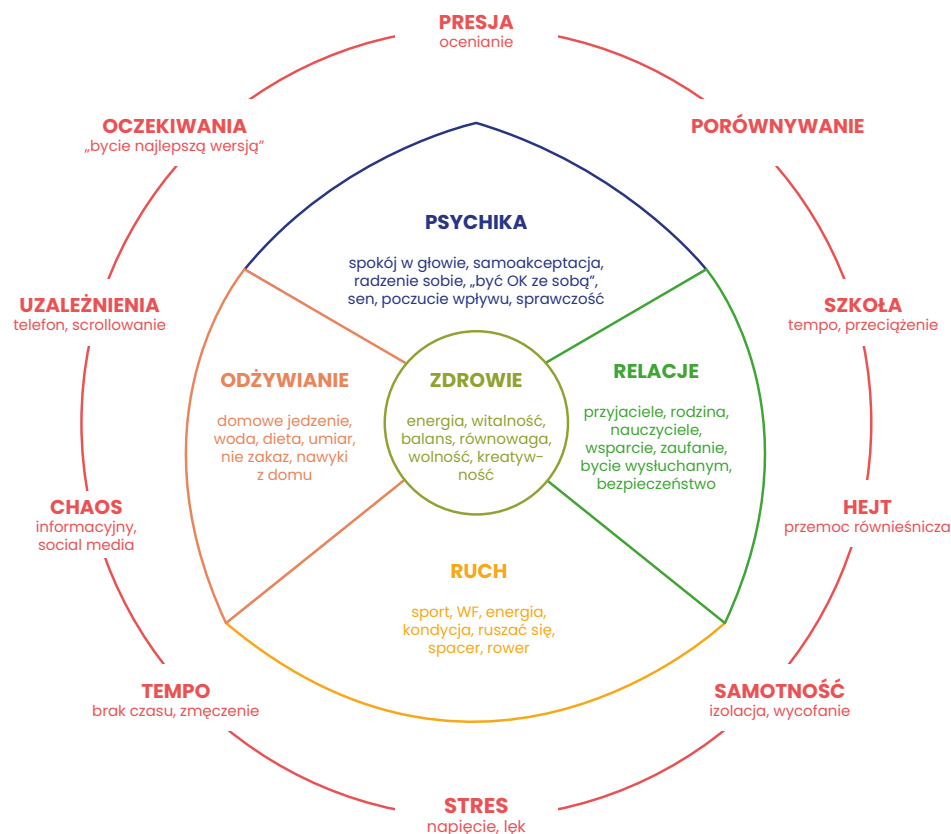 PRESJA
ocenianie
OCZEKIWANIA
„bycie najlepszą wersją”
PORÓWNYWANIE
PSYCHIKA
spokój w głowie, samoakceptacja,
radzenie sobie, „być OK ze sobą”,
sen, poczucie wpływu, sprawczość
UZALEŻNIENIA
telefon, scrollowanie
SZKOŁA
tempo, przeciążenie
ODŻYWIANIE
domowe jedzenie,
woda, dieta, umiar,
nie zakaz, nawyki
z domu
ZDROWIE
energia, witalność,
balans, równowaga,
wolność, kreatyw-
ność
RELACJE
przyjaciele, rodzina,
nauczyciele,
wsparcie, zaufanie,
bycie wysłuchanym,
bezpieczeństwo
CHAOS
informacyjny,
social media
HEJT
przemoc równieśnicza
RUCH
sport, WF, energia,
kondycja, ruszać się,
spacer, rower
TEMPO
brak czasu, zmęczenie
SAMOTNOŚĆ
izolacja, wycofanie
STRES
napięcie, lęk